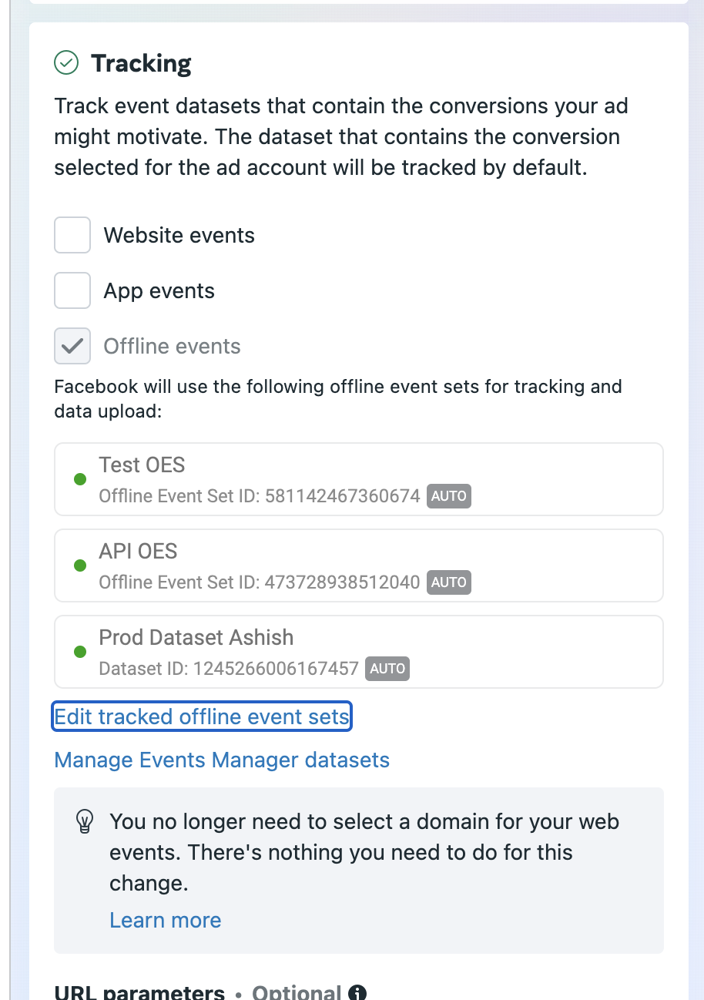 Tracking
Track event datasets that contain the conversions your ad
might motivate. The dataset that contains the conversion
selected for the ad account will be tracked by default.
Website events
App events
Offline events
Facebook will use the following offline event sets for tracking and
data upload:
Test OES
Offline Event Set ID: 581142467360674 AUTO
API OES
Offline Event Set ID: 473728938512040 AUTO
Prod Dataset Ashish
Dataset ID: 1245266006167457 AUTO
Edit tracked offline event sets
Manage Events Manager datasets
You no longer need to select a domain for your web
events. There's nothing you need to do for this
change.
Learn more
URL parameters • Optional